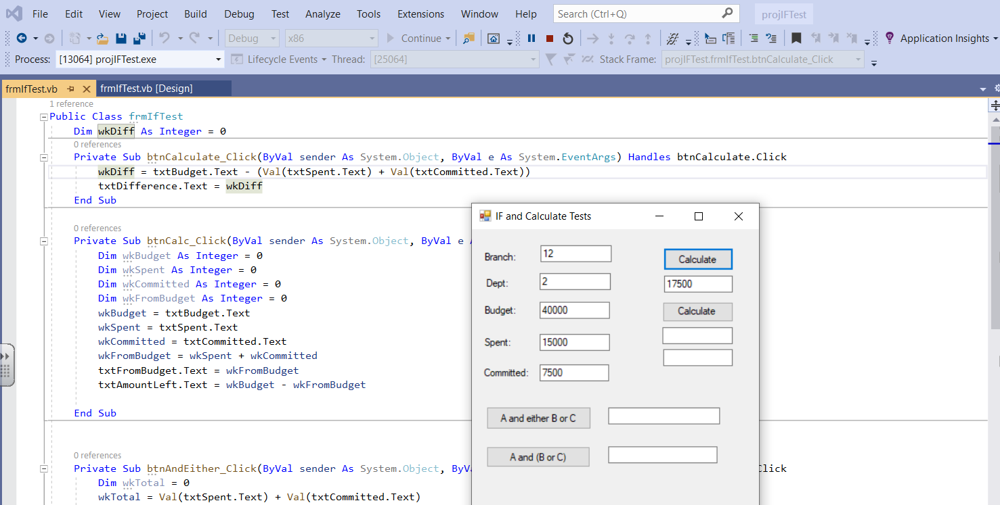 File Edit View Project Build Debug Test Analyze Tools Extensions Window Help Search (Ctrl+Q) projIFTest
Debug x86 Continue Application Insights
Process: [13064] projIFTest.exe Lifecycle Events Thread: [25064] Stack Frame: projIFTest.frmIfTest.btnCalculate_Click
frmIfTest.vb frmIfTest.vb [Design]
1 reference
Public Class frmIfTest
Dim wkDiff As Integer = 0
0 references
Private Sub btnCalculate_Click(ByVal sender As System.Object, ByVal e As System.EventArgs) Handles btnCalculate.Click
wkDiff = txtBudget.Text - (Val(txtSpent.Text) + Val(txtCommitted.Text))
txtDifference.Text = wkDiff
End Sub
0 references
Private Sub btnCalc_Click(ByVal sender As System.Object, ByVal e
Dim wkBudget As Integer = 0
Dim wkSpent As Integer = 0
Dim wkCommitted As Integer = 0
Dim wkFromBudget As Integer = 0
wkBudget = txtBudget.Text
wkSpent = txtSpent.Text
wkCommitted = txtCommitted.Text
wkFromBudget = wkSpent + wkCommitted
txtFromBudget.Text = wkFromBudget
txtAmountLeft.Text = wkBudget - wkFromBudget
End Sub
0 references
Private Sub btnAndEither_Click(ByVal sender As System.Object, ByV
Click
Dim wkTotal = 0
wkTotal = Val(txtSpent.Text) + Val(txtCommitted.Text)
IF and Calculate Tests
Branch: 12 Calculate
Dept: 2 17500
Budget: 40000 Calculate
Spent: 15000
Committed: 7500
A and either B or C
A and (B or C)